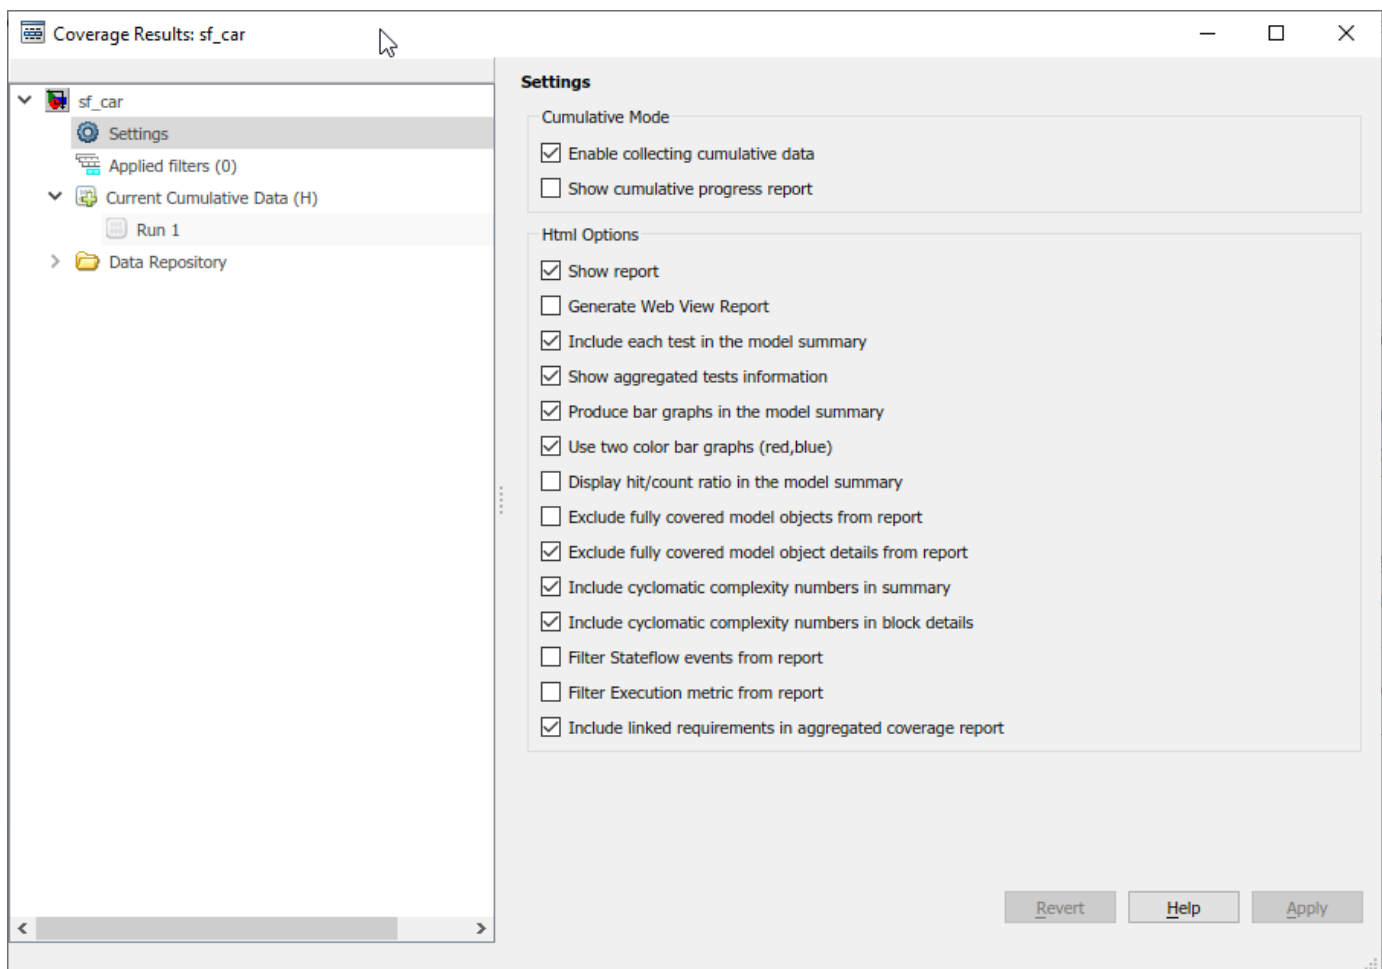 Coverage Results: sf_car
sf_car
Settings
Applied filters (0)
Current Cumulative Data (H)
Run 1
Data Repository
Settings
Cumulative Mode
Enable collecting cumulative data
Show cumulative progress report
Html Options
Show report
Generate Web View Report
Include each test in the model summary
Show aggregated tests information
Produce bar graphs in the model summary
Use two color bar graphs (red,blue)
Display hit/count ratio in the model summary
Exclude fully covered model objects from report
Exclude fully covered model object details from report
Include cyclomatic complexity numbers in summary
Include cyclomatic complexity numbers in block details
Filter Stateflow events from report
Filter Execution metric from report
Include linked requirements in aggregated coverage report
Revert Help Apply